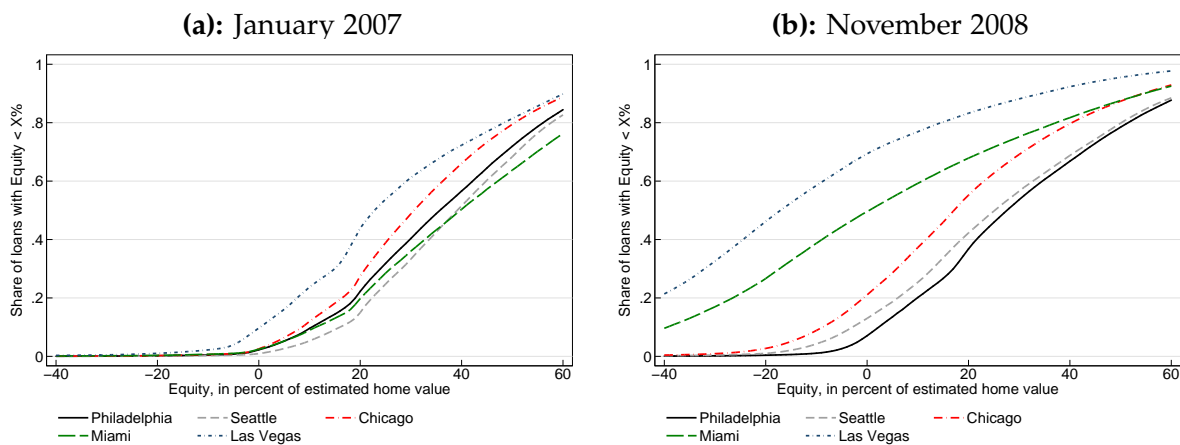 (a): January 2007
Share of loans with Equity < X%
1
.8
.6
.4
.2
0
−40 −20 0 20 40 60
Equity, in percent of estimated home value
Philadelphia Seattle Chicago
Miami Las Vegas
(b): November 2008
Share of loans with Equity < X%
1
.8
.6
.4
.2
0
−40 −20 0 20 40 60
Equity, in percent of estimated home value
Philadelphia Seattle Chicago
Miami Las Vegas